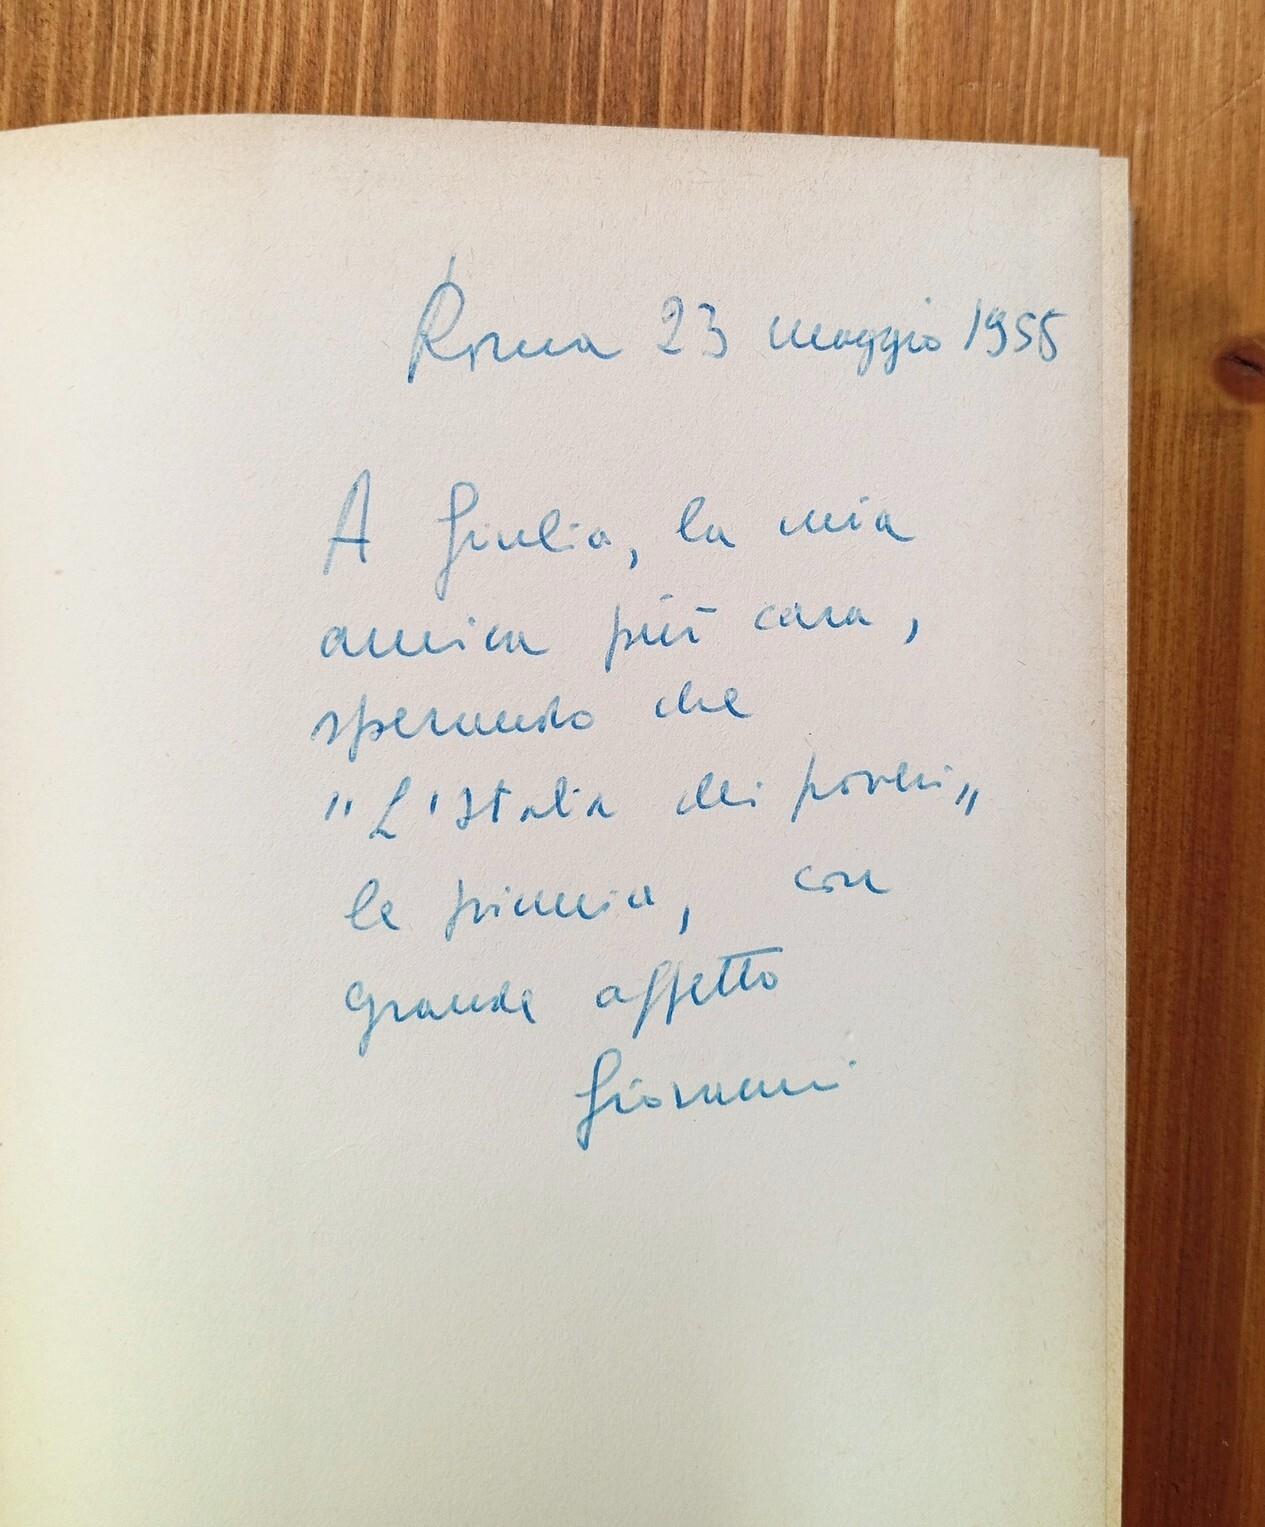 Roma 23 maggio 1955
A Giulia, la mia
amica più cara,
sperando che
"L'Italia dei poveri"
le piaccia, con
grande affetto
Giovanni